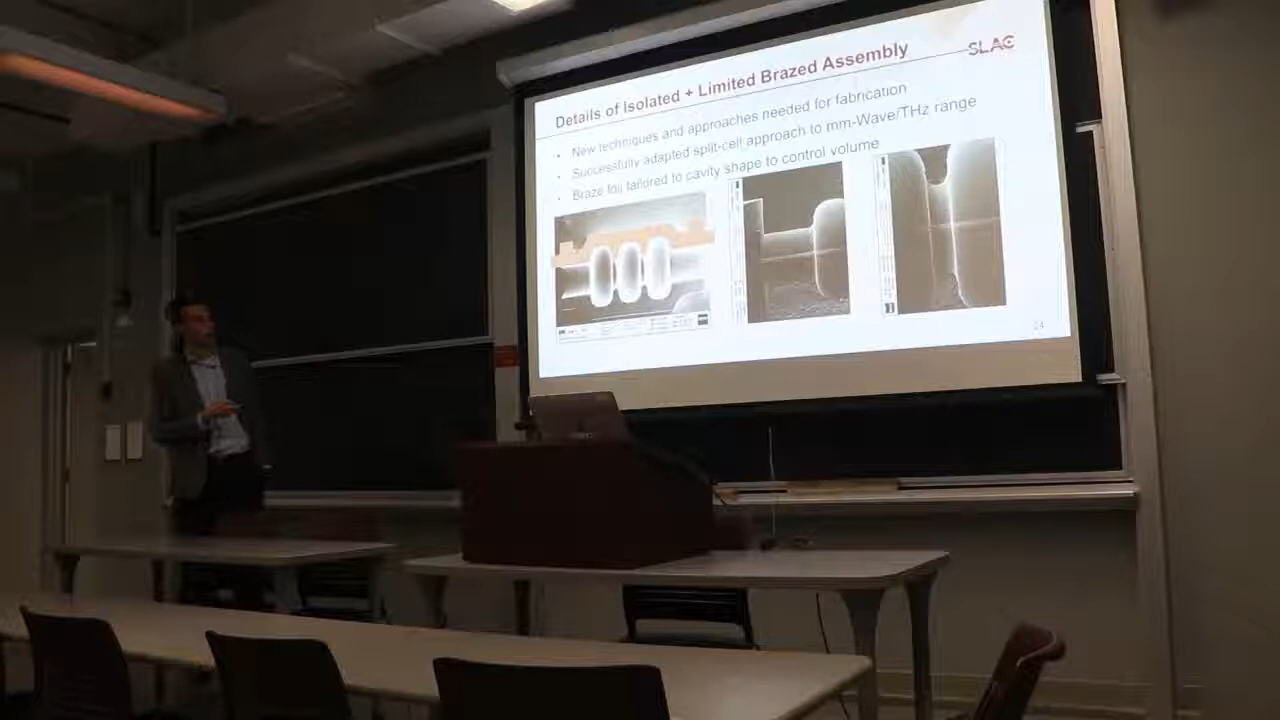 Details of Isolated + Limited Brazed Assembly
SLAC
New techniques and approaches needed for fabrication
Successfully adapted split-cell approach to mm-Wave/THz range
Braze foil tailored to cavity shape to control volume
24